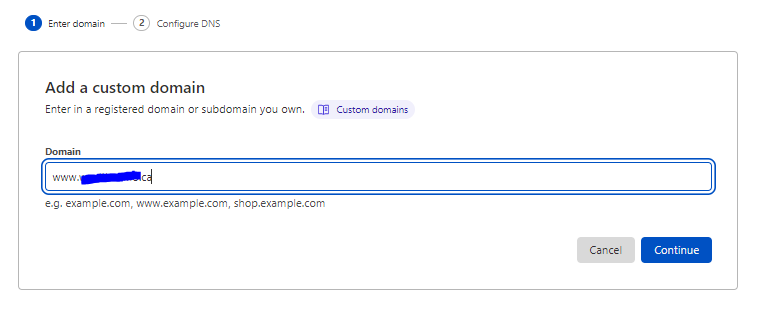 1 Enter domain 2 Configure DNS
Add a custom domain
Enter in a registered domain or subdomain you own. Custom domains
Domain
www. ca
e.g. example.com, www.example.com, shop.example.com
Cancel Continue